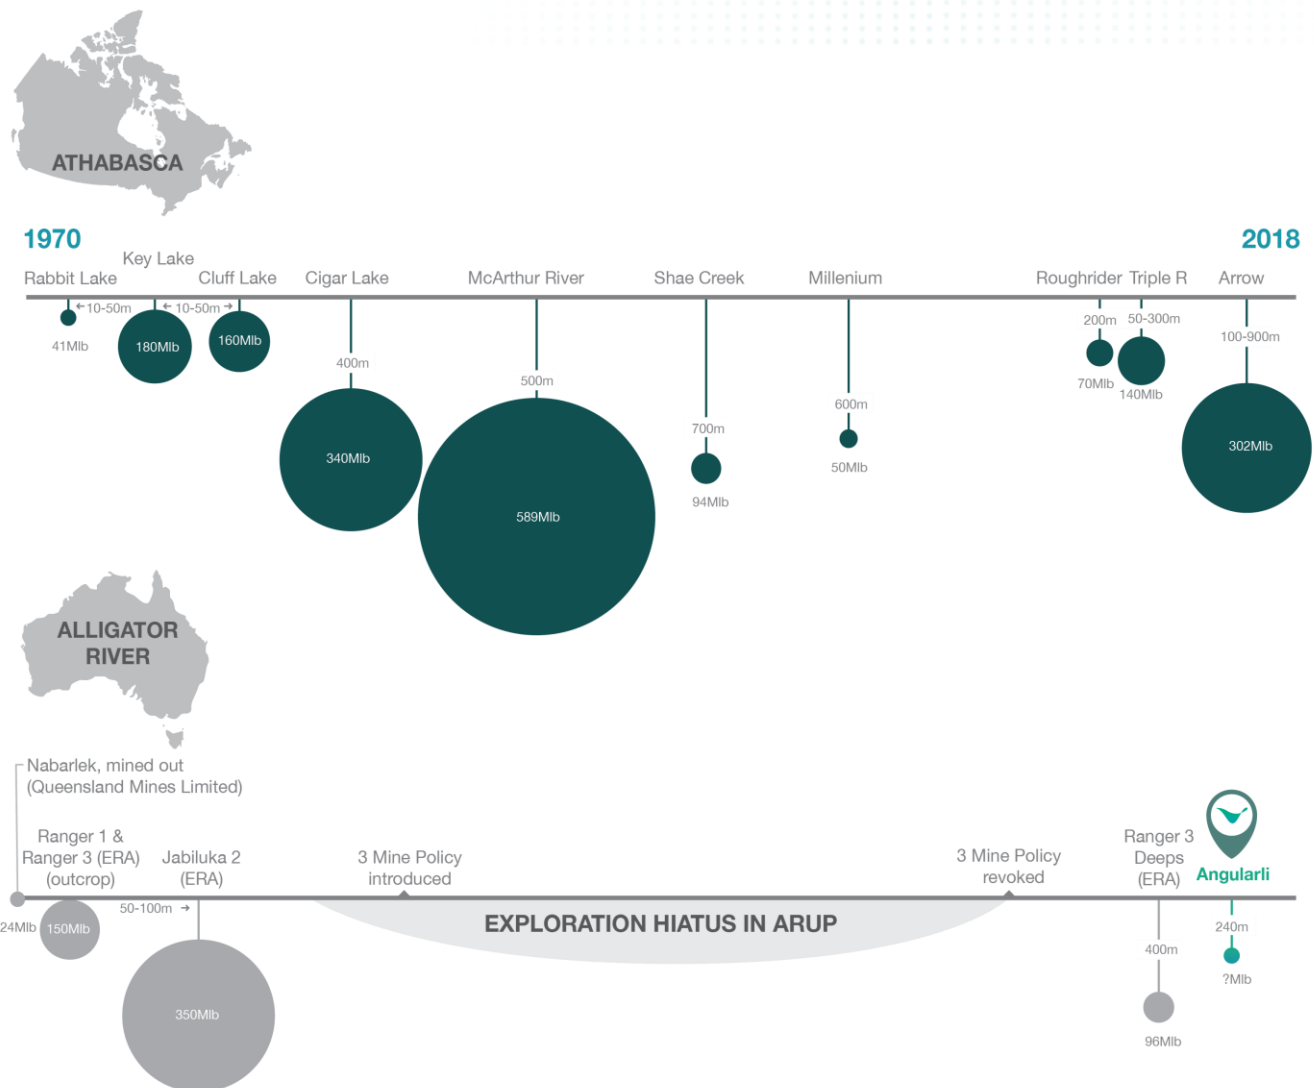 ATHABASCA
1970
2018
Rabbit Lake
Key Lake
Cluff Lake
Cigar Lake
McArthur River
Shae Creek
Millenium
Roughrider
Triple R
Arrow
10-50m
10-50m
400m
500m
700m
600m
200m
50-300m
100-900m
41Mlb
180Mlb
160Mlb
340Mlb
589Mlb
94Mlb
50Mlb
70Mlb
140Mlb
302Mlb
ALLIGATOR
RIVER
Nabarlek, mined out
(Queensland Mines Limited)
Ranger 1 &
Ranger 3 (ERA)
(outcrop)
Jabiluka 2
(ERA)
3 Mine Policy
introduced
3 Mine Policy
revoked
Ranger 3
Deeps
(ERA)
Angularli
50-100m
EXPLORATION HIATUS IN ARUP
24Mlb
150Mlb
350Mlb
400m
96Mlb
240m
?Mlb